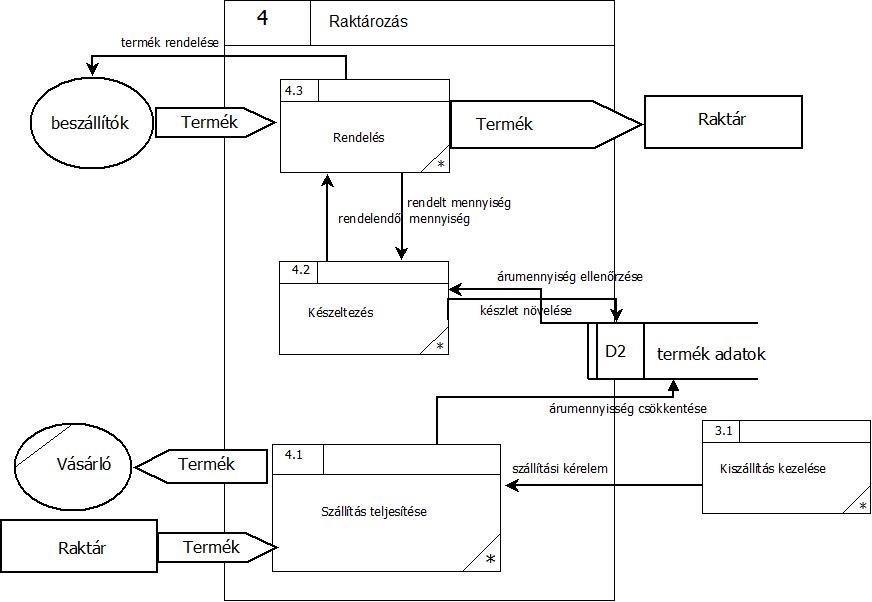 4
Raktározás
termék rendelése
4.3
beszállítók
Termék
Rendelés
*
Termék
Raktár
rendelendő mennyiség
rendelt mennyiség
4.2
Készeltezés
*
árumennyiség ellenőrzése
készlet növelése
D2
termék adatok
árumennyisség csökkentése
3.1
Kiszállítás kezelése
*
Vásárló
Termék
4.1
Szállítás teljesítése
*
szállítási kérelem
Raktár
Termék